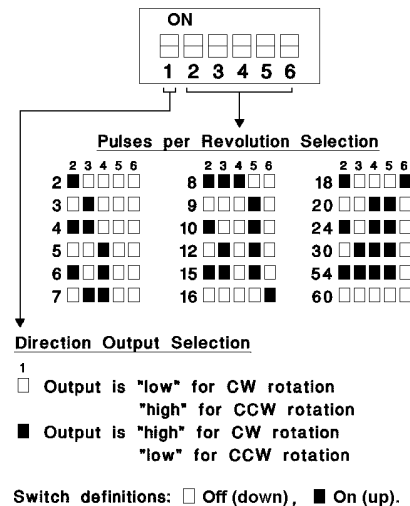 ON
1 2 3 4 5 6
Pulses per Revolution Selection
2 3 4 5 6 2 3 4 5 6 2 3 4 5 6
2 8 18
3 9 20
4 10 24
5 12 30
6 15 54
7 16 60
Direction Output Selection
1
Output is "low" for CW rotation
"high" for CCW rotation
Output is "high" for CW rotation
"low" for CCW rotation
Switch definitions: Off (down), On (up).